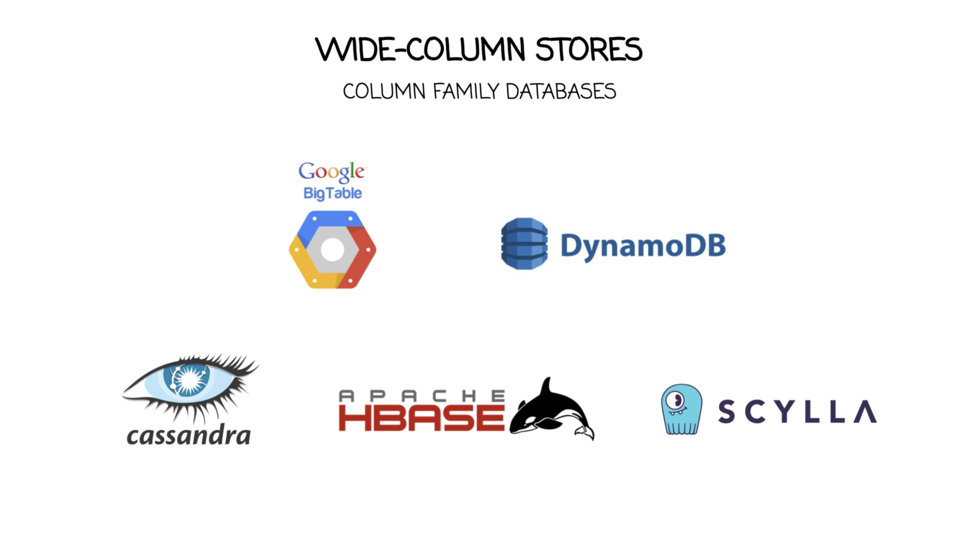 WIDE-COLUMN STORES
COLUMN FAMILY DATABASES
Google
BigTable
DynamoDB
cassandra
APACHE
HBASE
SCYLLA